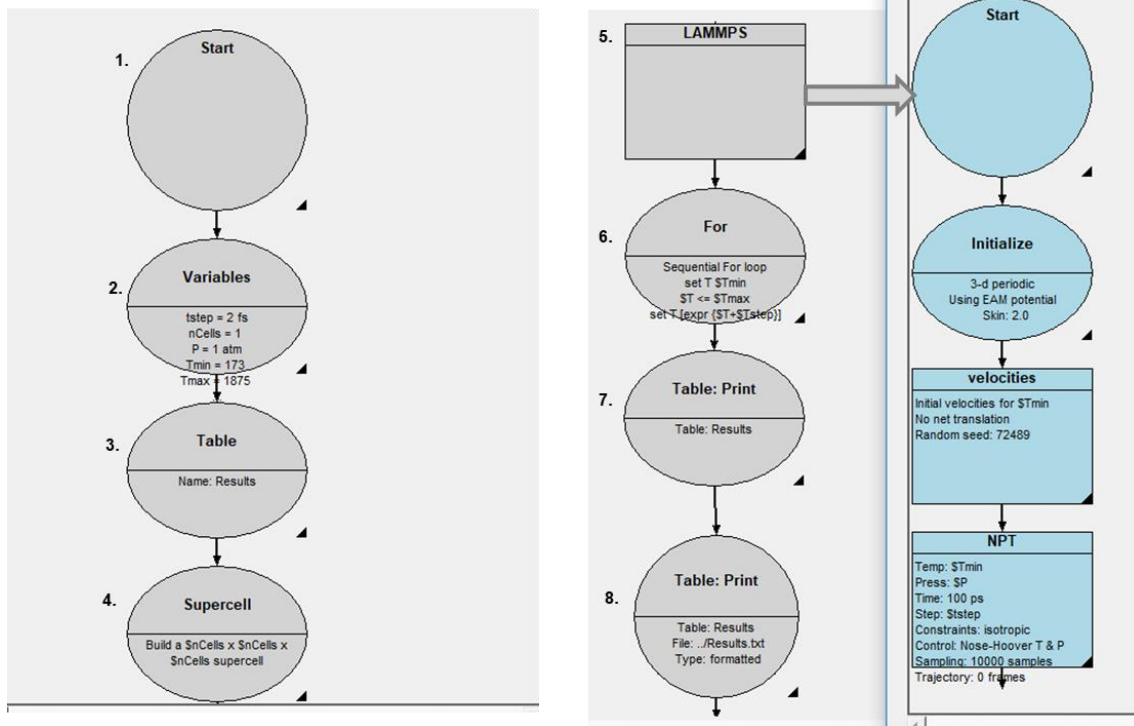 1.
Start
2.
Variables
tstep = 2 fs
nCells = 1
P = 1 atm
Tmin = 173
Tmax = 1875
3.
Table
Name: Results
4.
Supercell
Build a $nCells x $nCells x
$nCells supercell
5.
LAMMPS
6.
For
Sequential For loop
set T $Tmin
$T <= $Tmax
set T [expr {$T+$Tstep}]
7.
Table: Print
Table: Results
8.
Table: Print
Table: Results
File: ../Results.txt
Type: formatted
Start
Initialize
3-d periodic
Using EAM potential
Skin: 2.0
velocities
Initial velocities for $Tmin
No net translation
Random seed: 72489
NPT
Temp: $Tmin
Press: $P
Time: 100 ps
Step: $tstep
Constraints: isotropic
Control: Nose-Hoover T & P
Sampling: 10000 samples
Trajectory: 0 frames